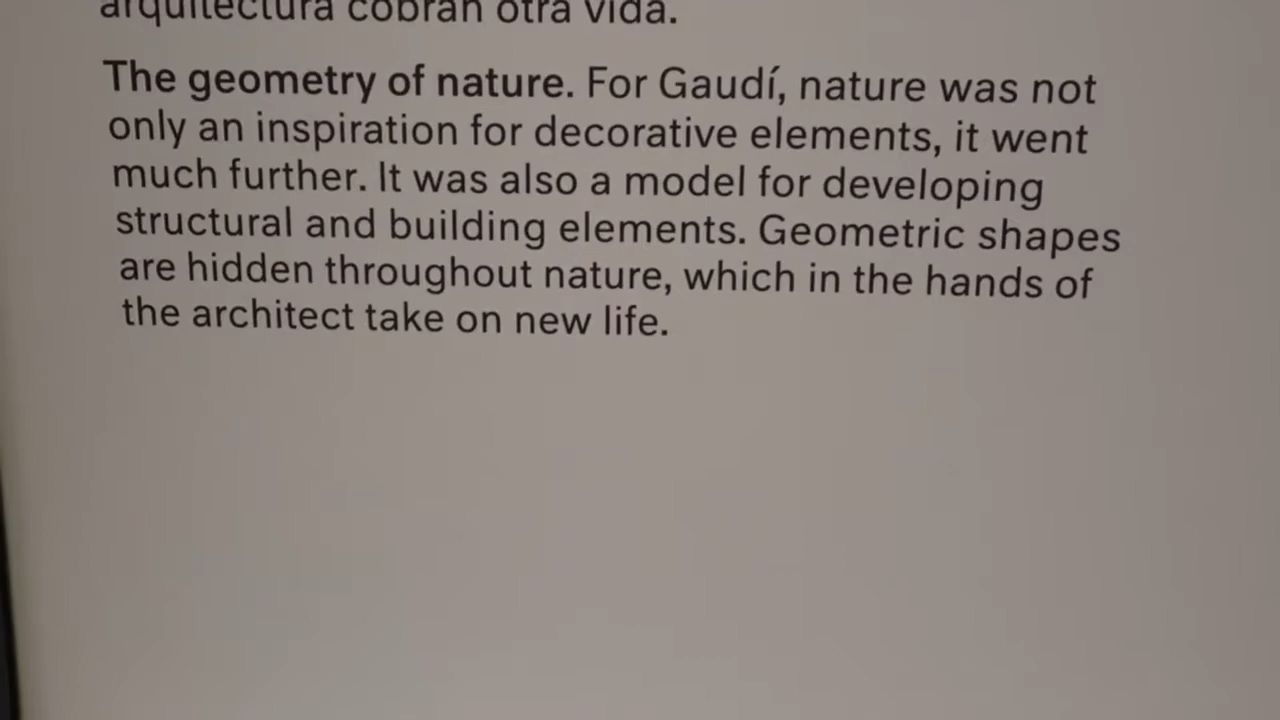 arquitectura cobran otra vida.
The geometry of nature. For Gaudí, nature was not
only an inspiration for decorative elements, it went
much further. It was also a model for developing
structural and building elements. Geometric shapes
are hidden throughout nature, which in the hands of
the architect take on new life.